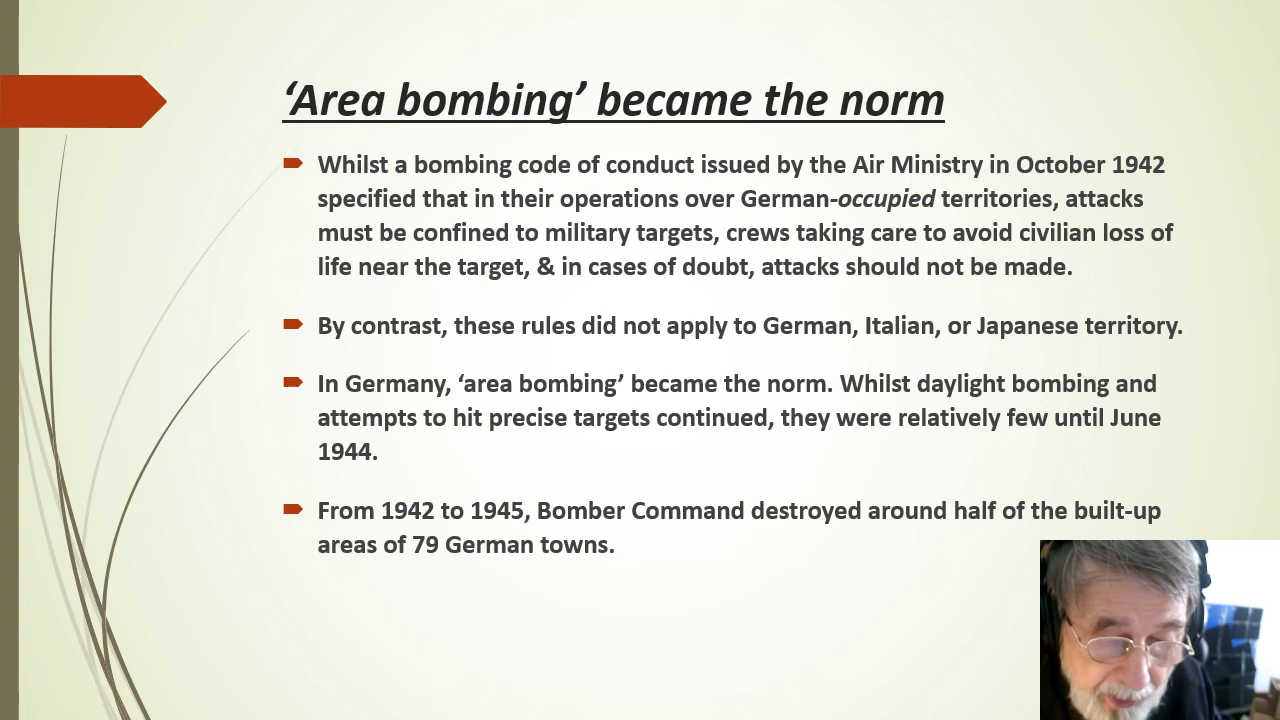 ‘Area bombing’ became the norm
Whilst a bombing code of conduct issued by the Air Ministry in October 1942
specified that in their operations over German-occupied territories, attacks
must be confined to military targets, crews taking care to avoid civilian loss of
life near the target, & in cases of doubt, attacks should not be made.
By contrast, these rules did not apply to German, Italian, or Japanese territory.
In Germany, ‘area bombing’ became the norm. Whilst daylight bombing and
attempts to hit precise targets continued, they were relatively few until June
1944.
From 1942 to 1945, Bomber Command destroyed around half of the built-up
areas of 79 German towns.